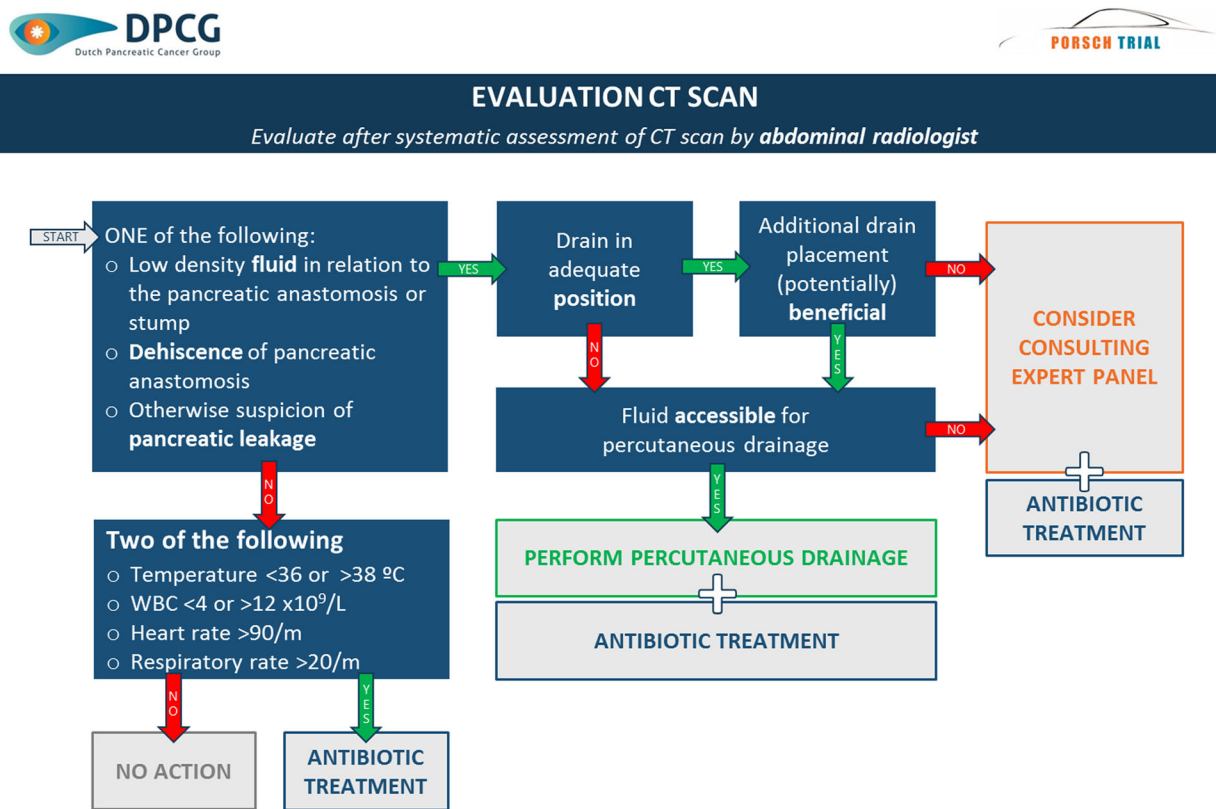 DPCG
Dutch Pancreatic Cancer Group
PORSCH TRIAL
EVALUATION CT SCAN
Evaluate after systematic assessment of CT scan by abdominal radiologist
START
ONE of the following:
o Low density fluid in relation to
the pancreatic anastomosis or
stump
o Dehiscence of pancreatic
anastomosis
o Otherwise suspicion of
pancreatic leakage
YES
Drain in
adequate
position
YES
Additional drain
placement
(potentially)
beneficial
NO
CONSIDER
CONSULTING
EXPERT PANEL
NO
YES
Fluid accessible for
percutaneous drainage
NO
ANTIBIOTIC
TREATMENT
NO
YES
Two of the following
o Temperature <36 or >38 ºC
o WBC <4 or >12 x10⁹/L
o Heart rate >90/m
o Respiratory rate >20/m
PERFORM PERCUTANEOUS DRAINAGE
ANTIBIOTIC TREATMENT
NO
YES
NO ACTION
ANTIBIOTIC
TREATMENT